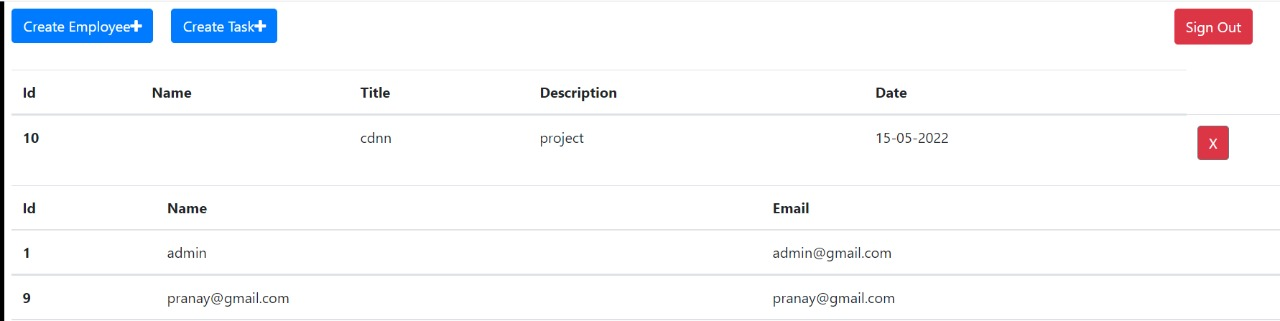 Create Employee+ Create Task+ Sign Out
Id Name Title Description Date
10 cdnn project 15-05-2022 X
Id Name Email
1 admin admin@gmail.com
9 pranay@gmail.com pranay@gmail.com